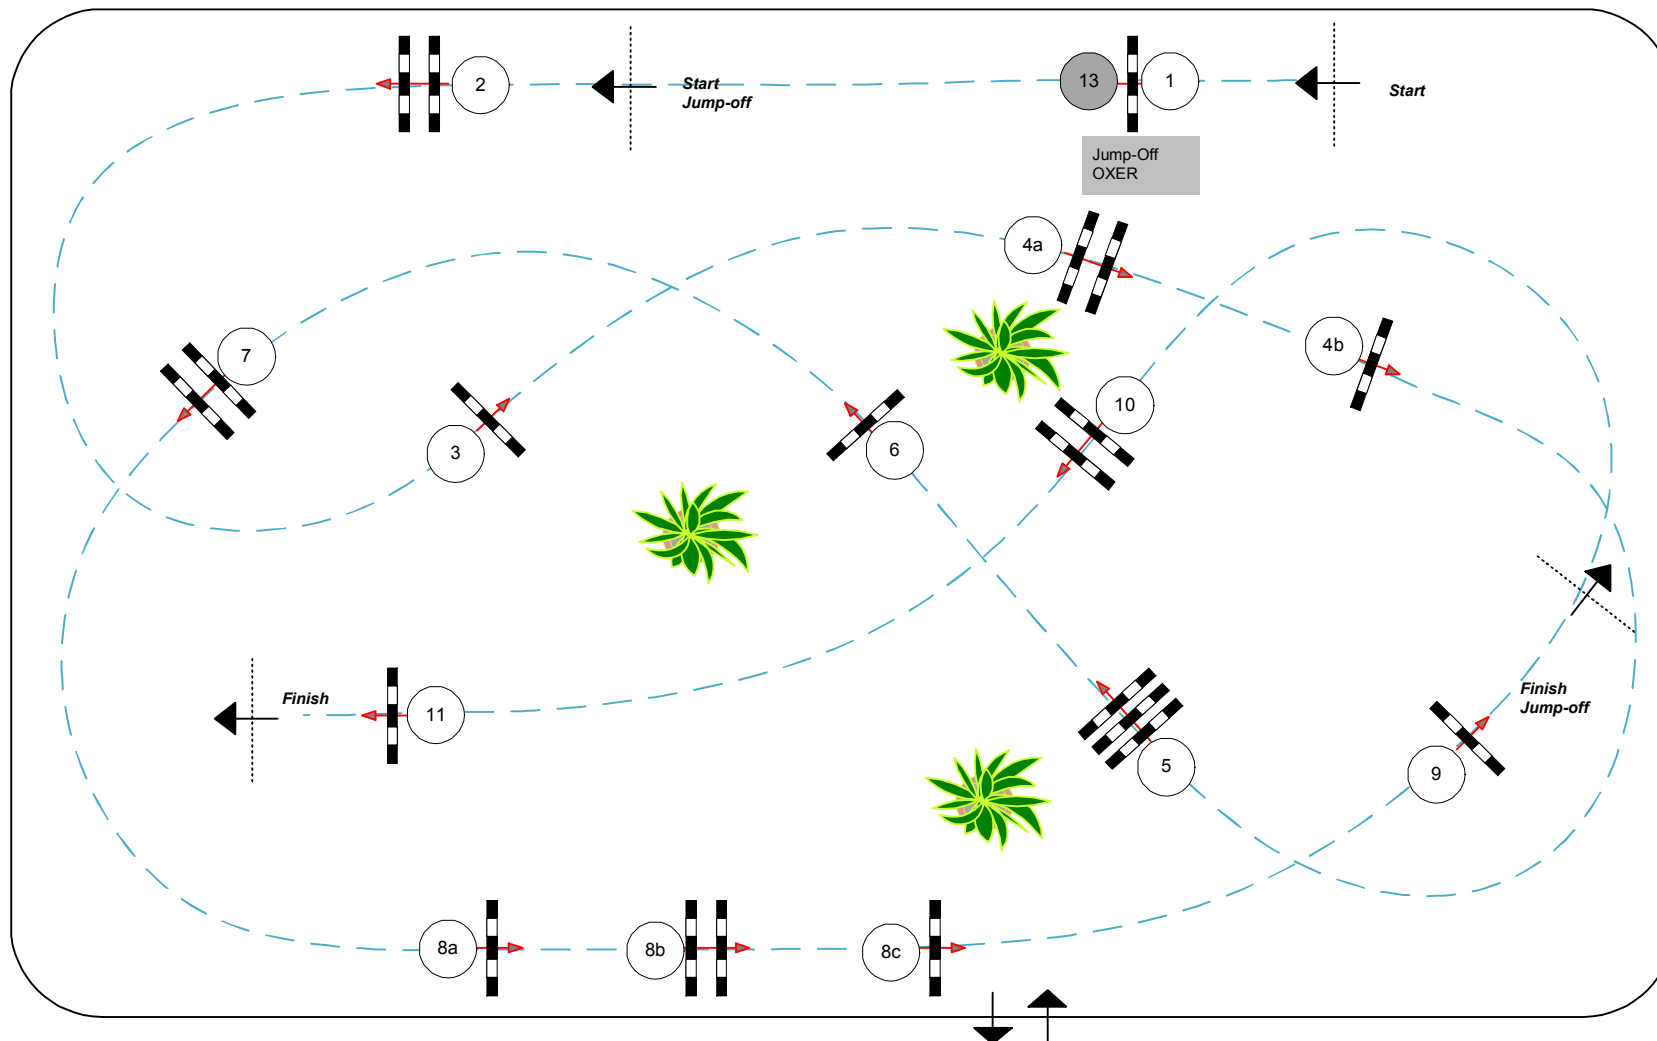 2
Start
Jump-off
13
1
Start
Jump-Off
OXER
4a
4b
7
3
6
10
Finish
11
5
9
Finish
Jump-off
8a
8b
8c